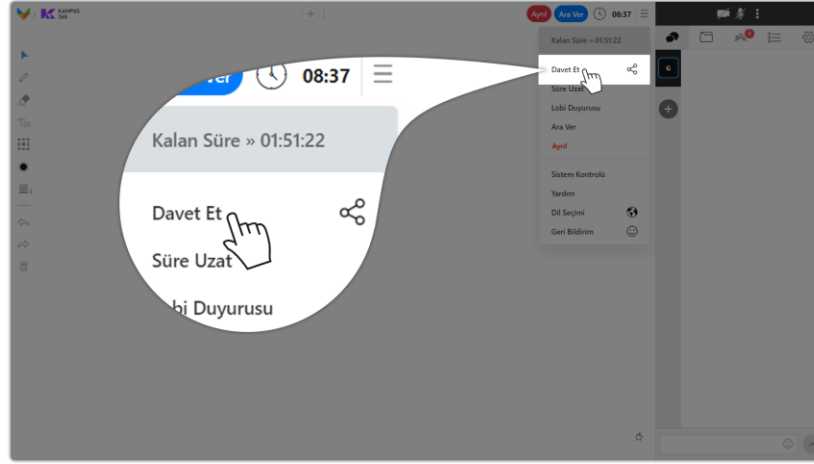 KAMPUS
365
Ayrıl Ara Ver 08:37
Kalan Süre » 01:51:22
Davet Et
Süre Uzat
Lobi Duyurusu
Ara Ver
Ayrıl
Sistem Kontrolü
Yardım
Dil Seçimi
Geri Bildirim
Ver 08:37
Kalan Süre » 01:51:22
Davet Et
Süre Uzat
bi Duyurusu
G